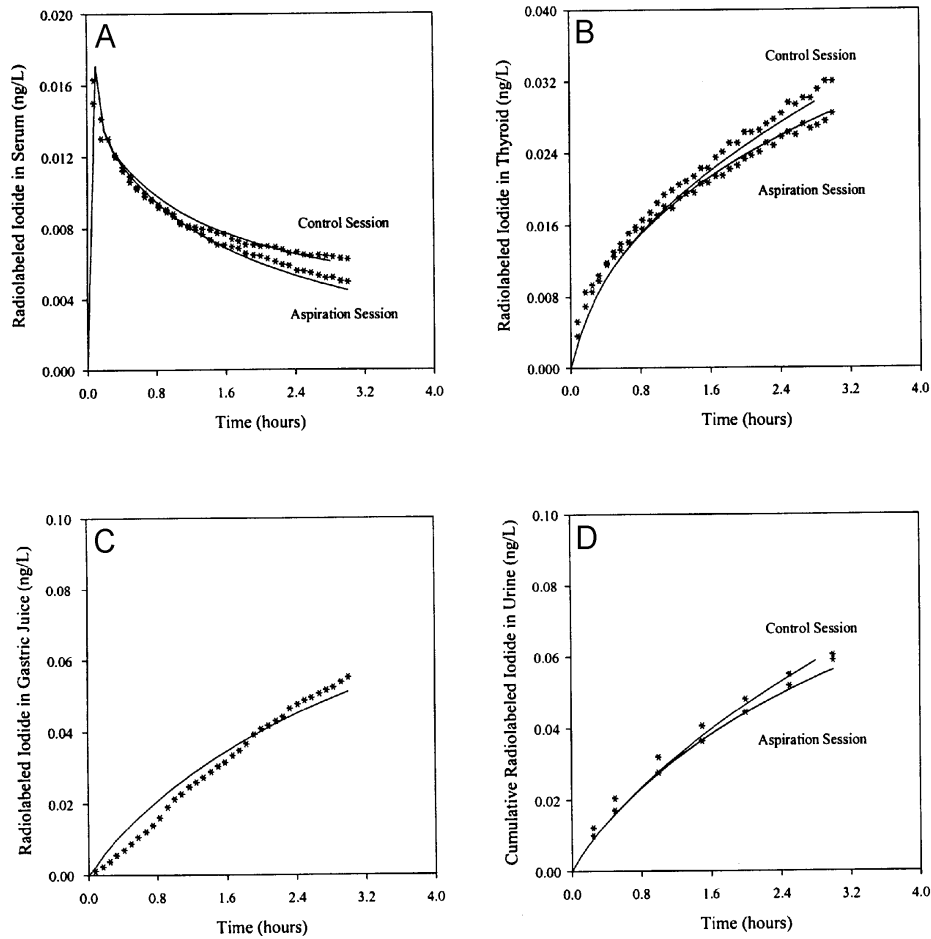 A
Radiolabeled Iodide in Serum (ng/L)
0.020
0.016
0.012
0.008
0.004
0.000
Control Session
Aspiration Session
0.0 0.8 1.6 2.4 3.2 4.0
Time (hours)
B
Radiolabeled Iodide in Thyroid (ng/L)
0.040
0.032
0.024
0.016
0.008
0.000
Control Session
Aspiration Session
0.0 0.8 1.6 2.4 3.2 4.0
Time (hours)
C
Radiolabeled Iodide in Gastric Juice (ng/L)
0.10
0.08
0.06
0.04
0.02
0.00
0.0 0.8 1.6 2.4 3.2 4.0
Time (hours)
D
Cumulative Radiolabeled Iodide in Urine (ng/L)
0.10
0.08
0.06
0.04
0.02
0.00
Control Session
Aspiration Session
0.0 0.8 1.6 2.4 3.2 4.0
Time (hours)